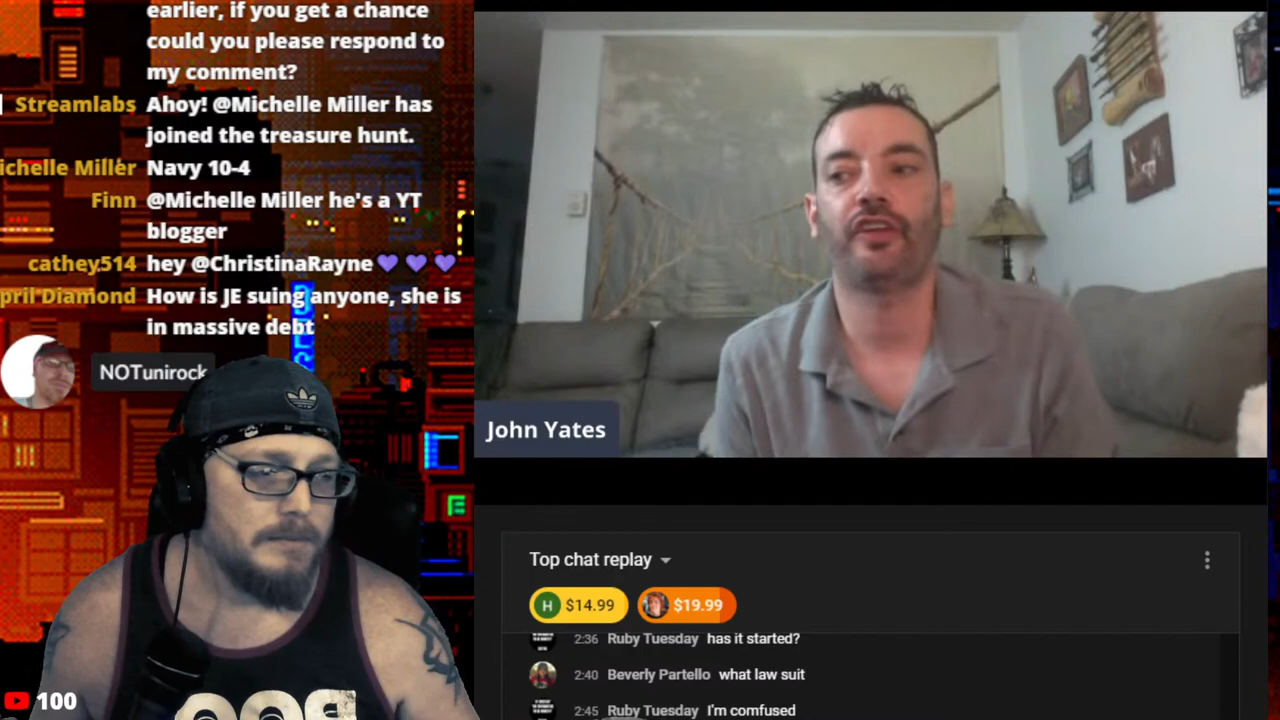 earlier, if you get a chance
could you please respond to
my comment?
Streamlabs Ahoy! @Michelle Miller has
joined the treasure hunt.
ichelle Miller Navy 10-4
Finn @Michelle Miller he's a YT
blogger
cathey514 hey @ChristinaRayne💜💜💜
pril Diamond How is JE suing anyone, she is
in massive debt
NOTunirock
100
John Yates
Top chat replay
H $14.99 $19.99
2:36 Ruby Tuesday has it started?
2:40 Beverly Partello what law suit
2:45 Ruby Tuesday I'm comfused